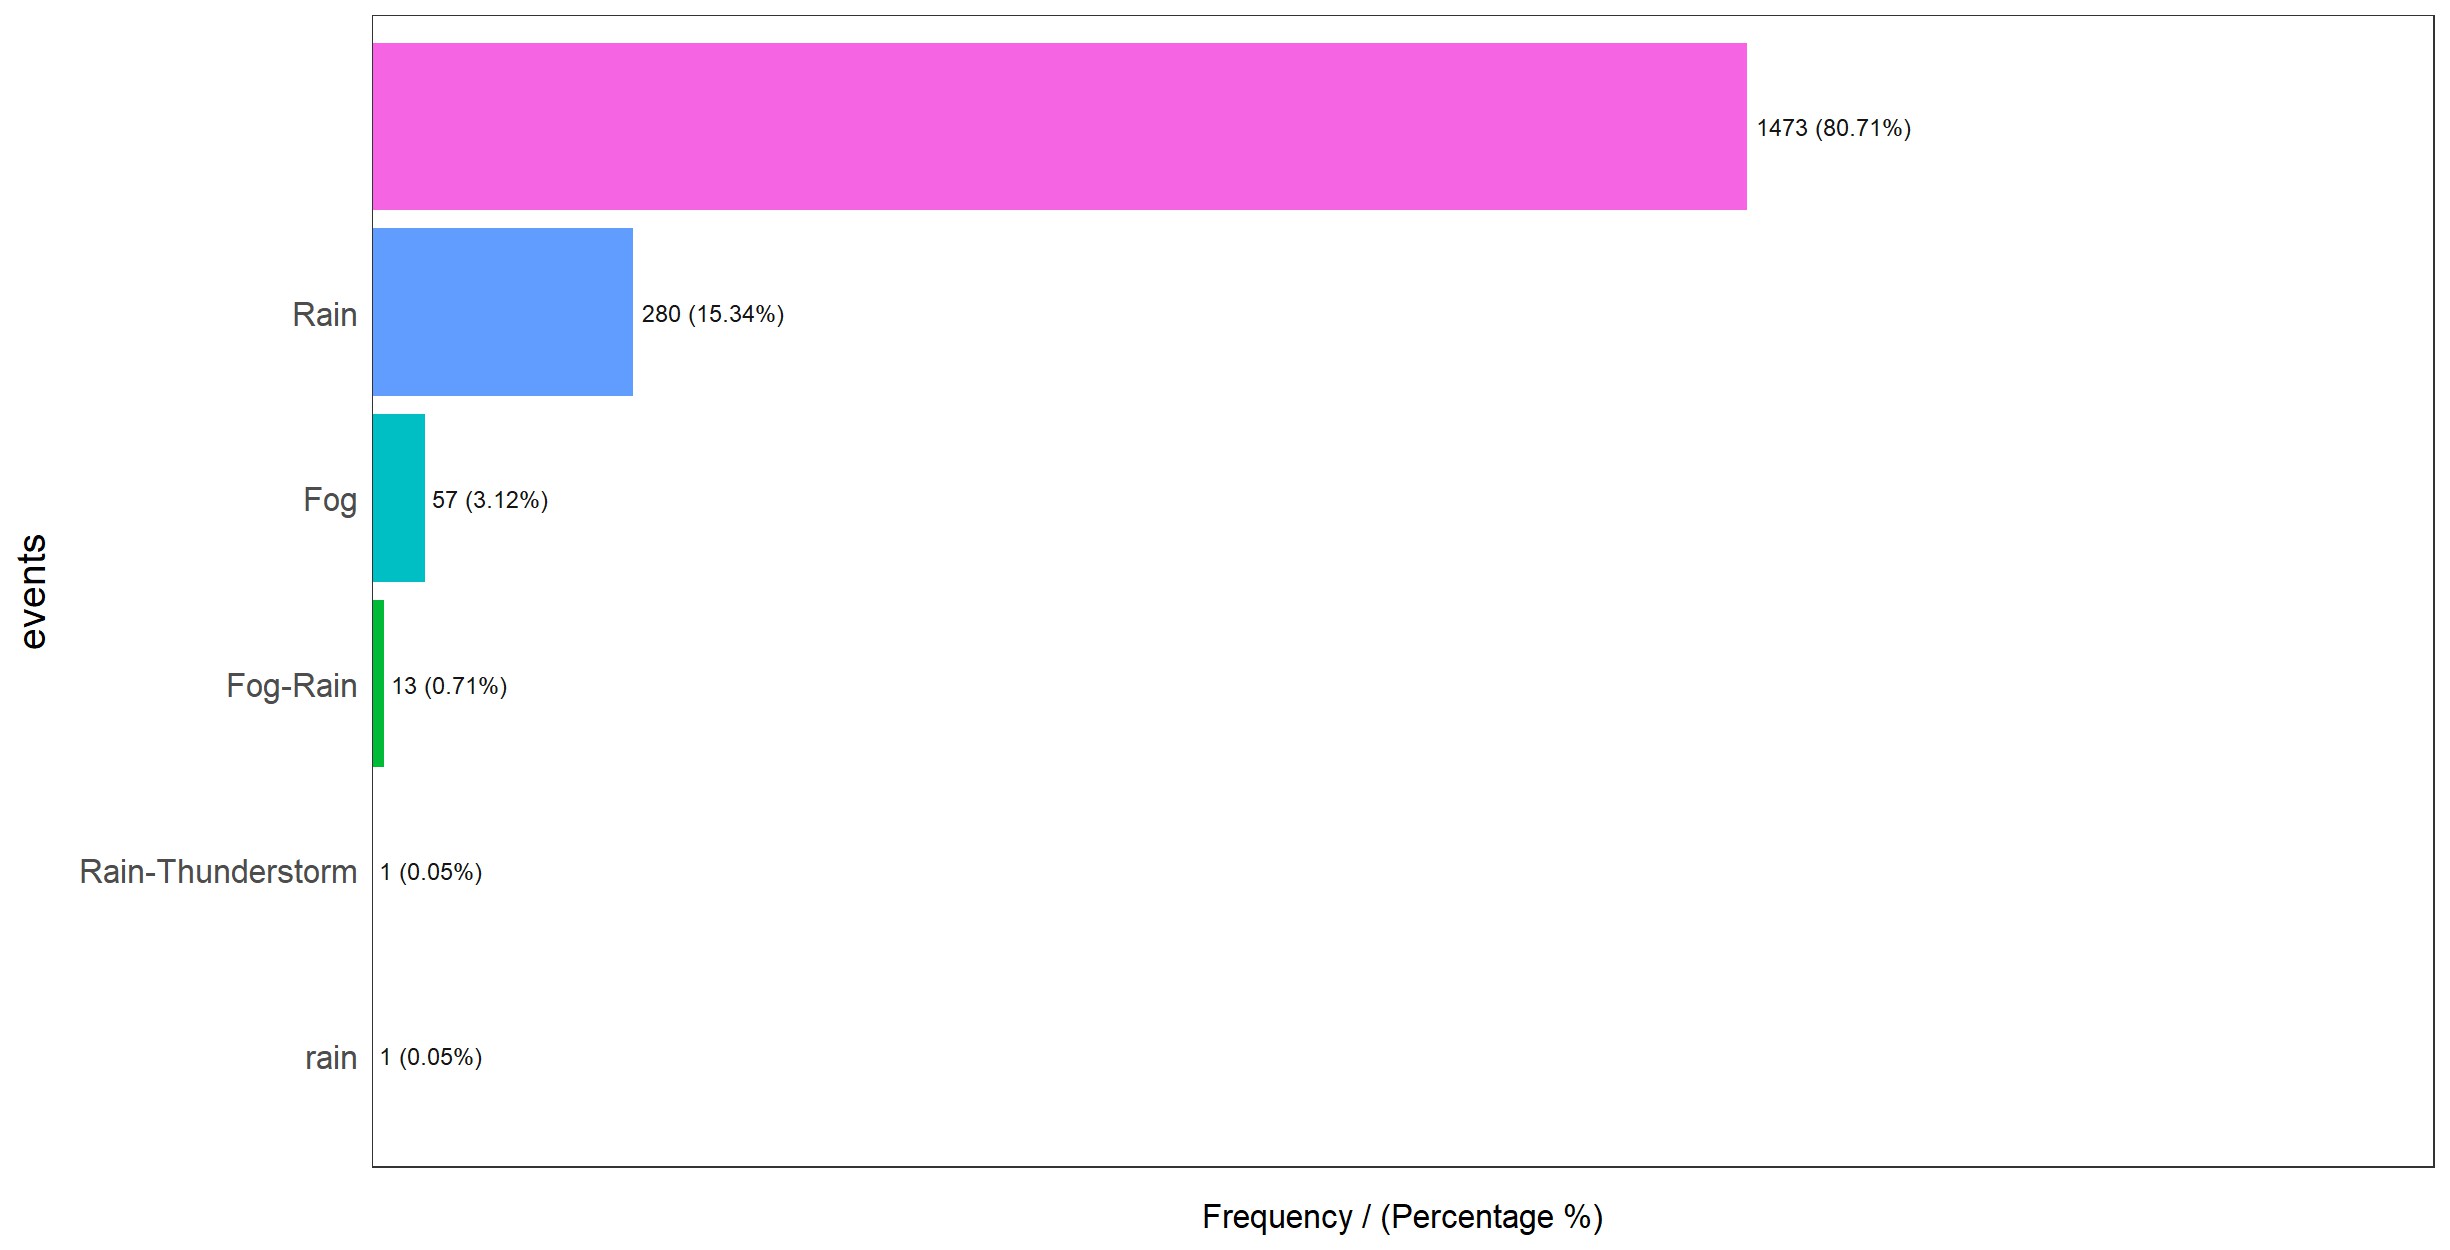 1473 (80.71%)
Rain 280 (15.34%)
Fog 57 (3.12%)
events
Fog-Rain 13 (0.71%)
Rain-Thunderstorm 1 (0.05%)
rain 1 (0.05%)
Frequency / (Percentage %)